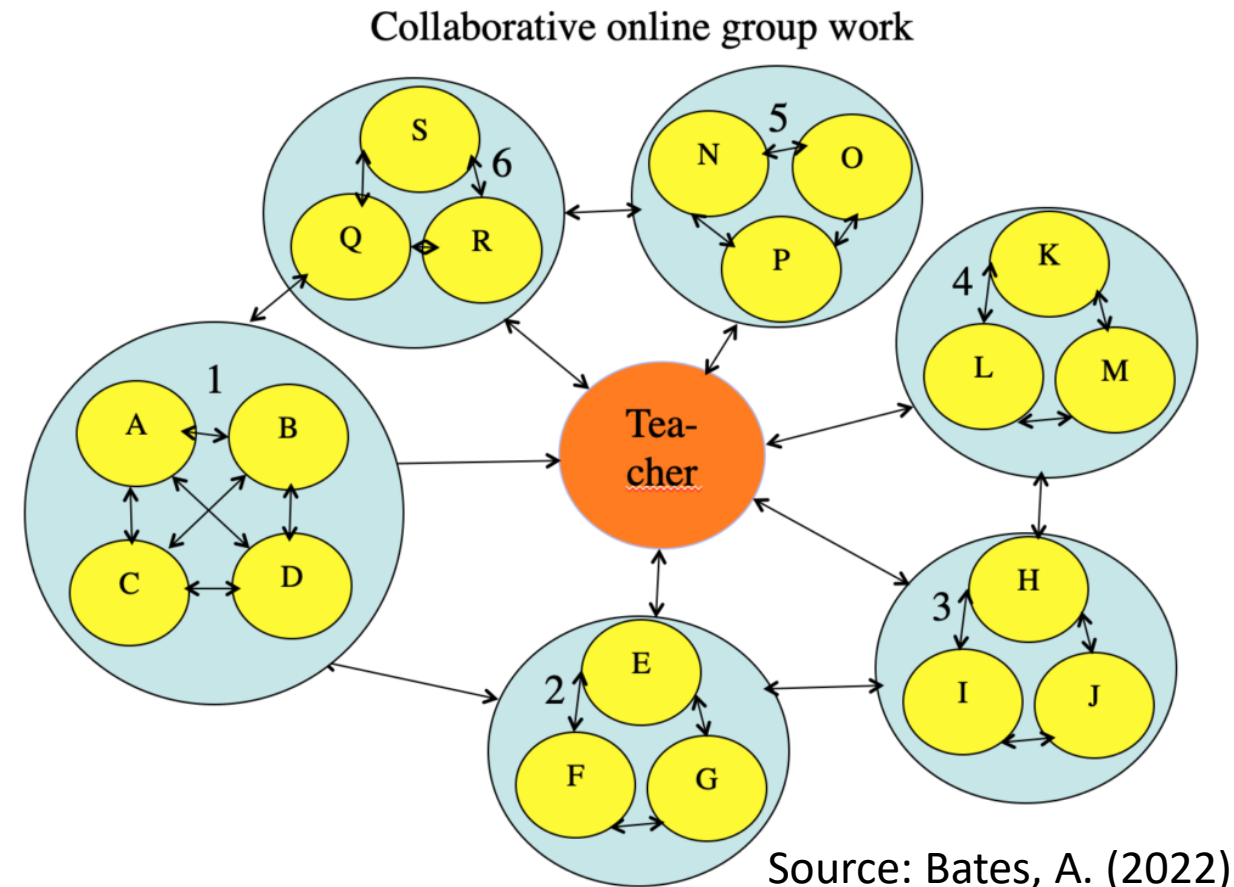 Collaborative online group work
S
6
Q
R
5
N
O
P
K
4
L
M
1
A
B
C
D
Tea-
cher
H
3
I
J
E
2
F
G
Source: Bates, A. (2022)